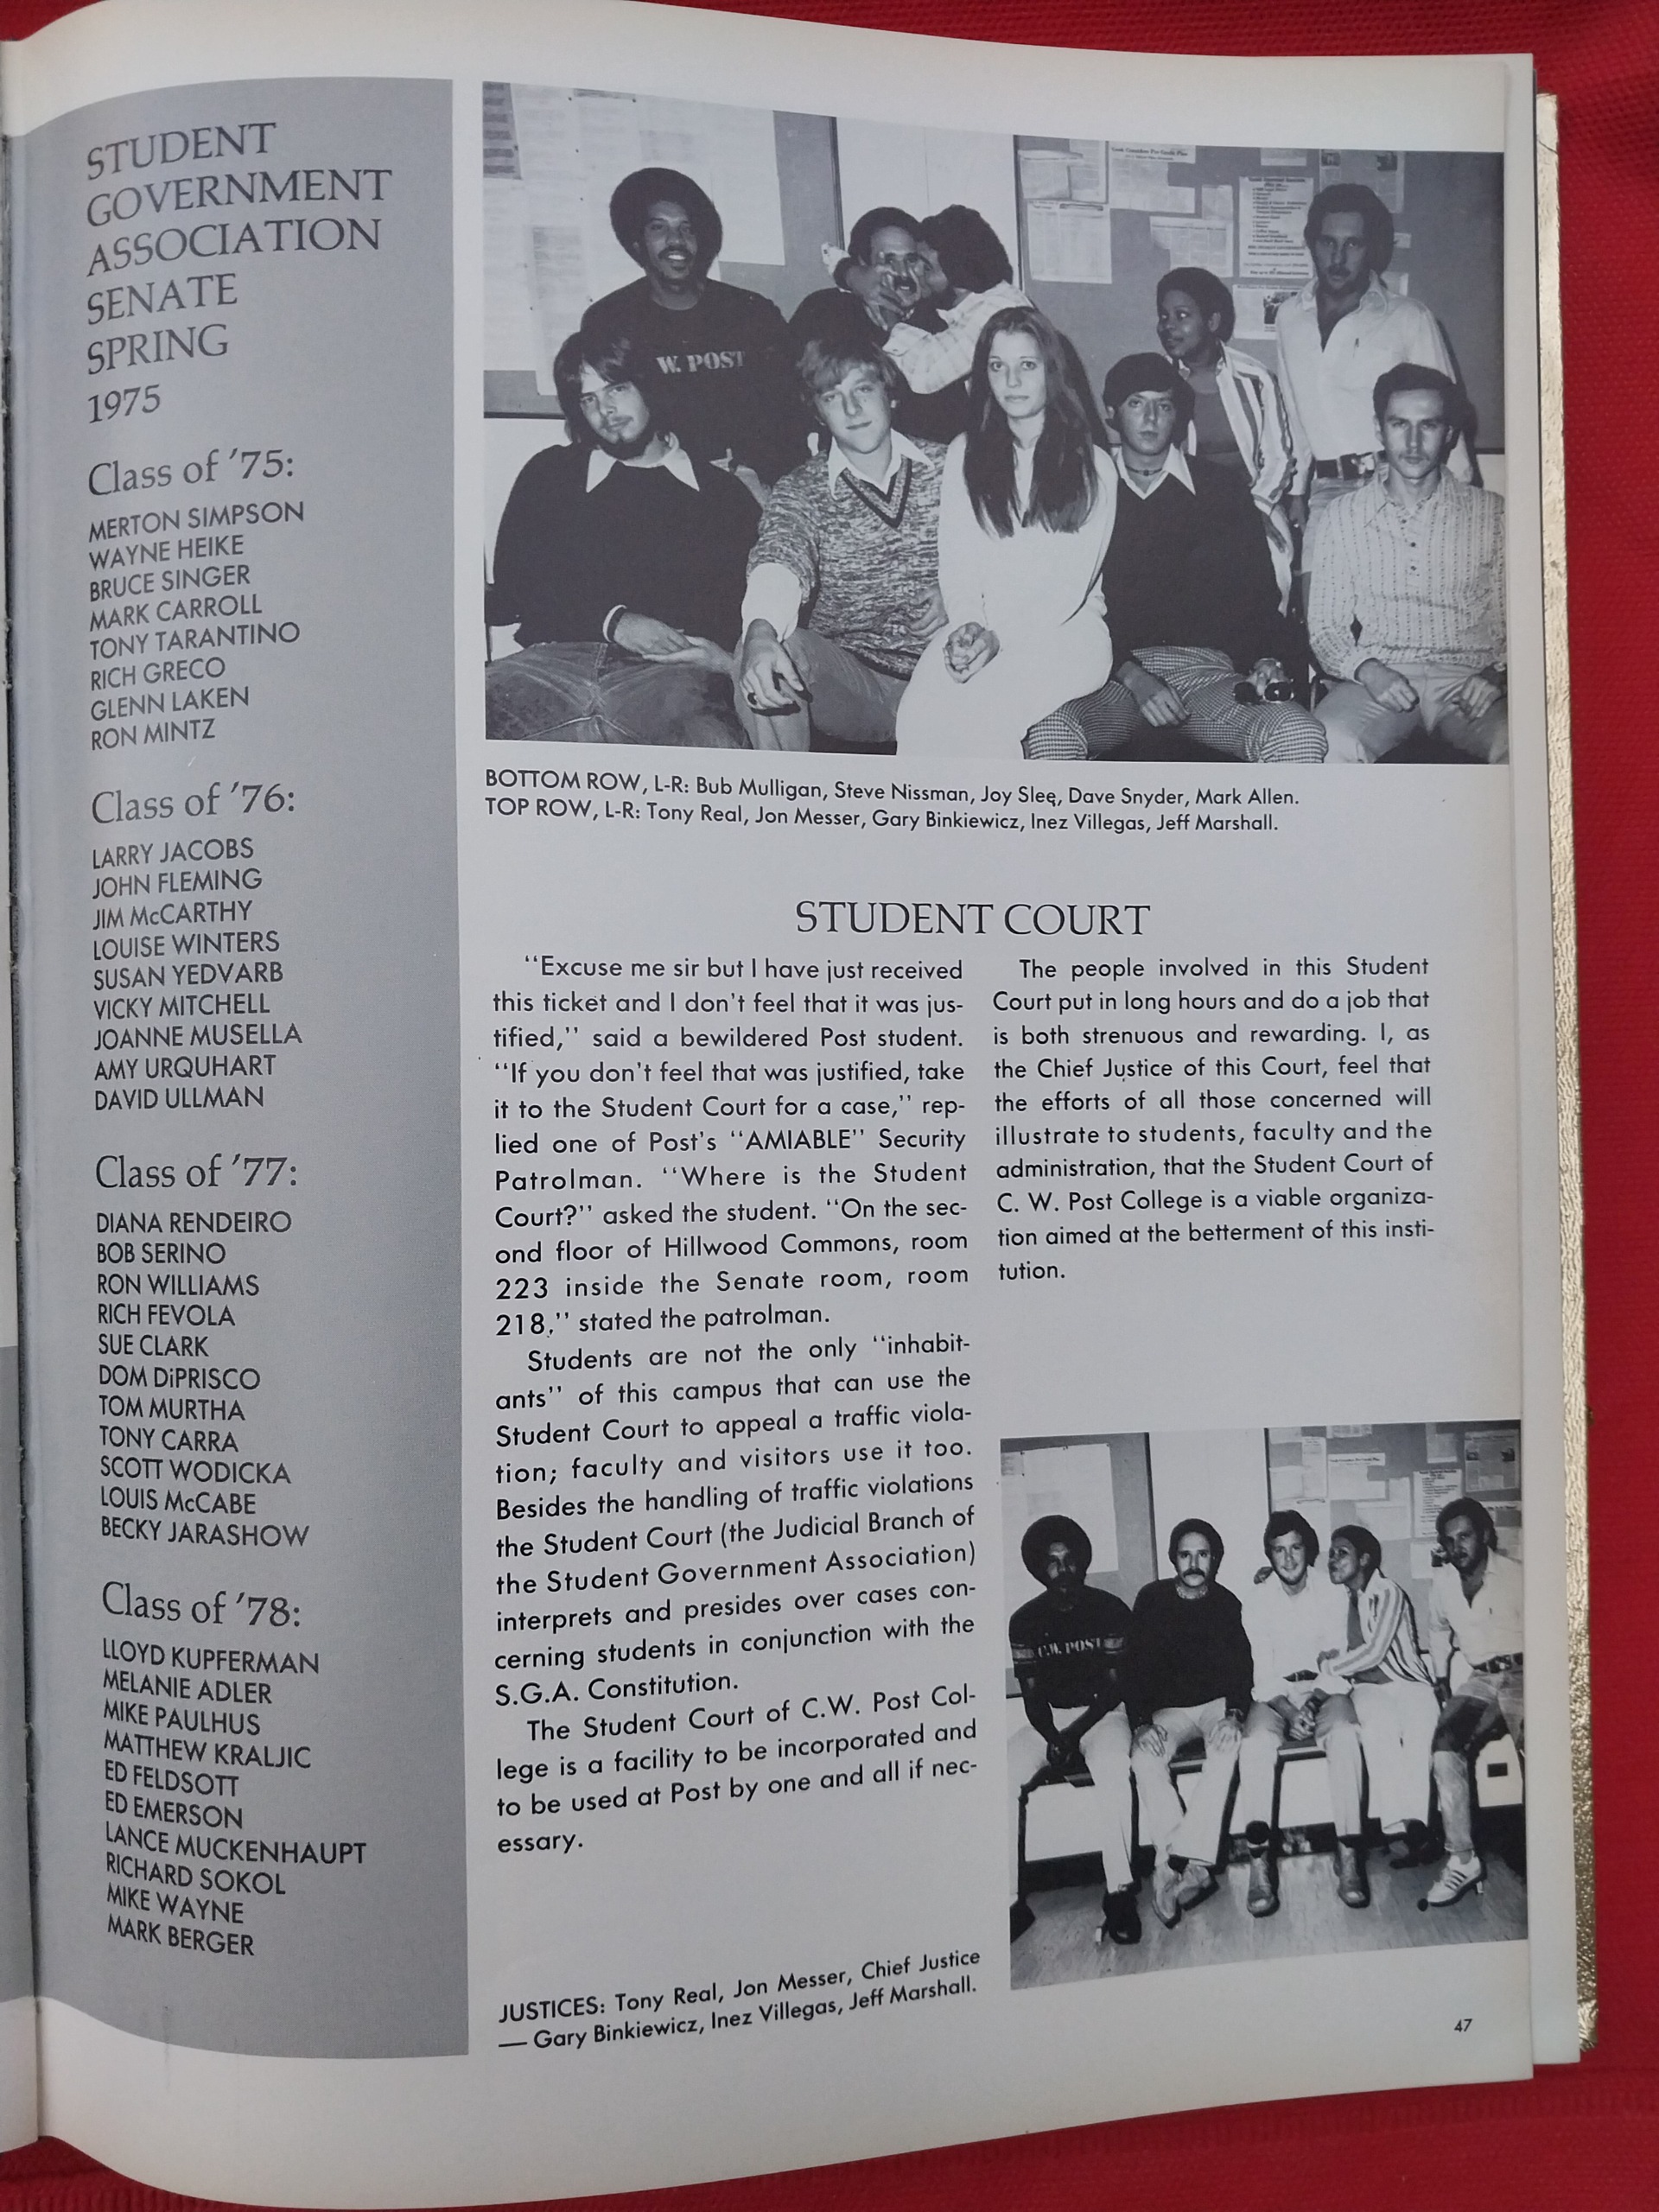 STUDENT
GOVERNMENT
ASSOCIATION
SENATE
SPRING
1975
Class of '75:
MERTON SIMPSON
WAYNE HEIKE
BRUCE SINGER
MARK CARROLL
TONY TARANTINO
RICH GRECO
GLENN LAKEN
RON MINTZ
Class of '76:
LARRY JACOBS
JOHN FLEMING
JIM McCARTHY
LOUISE WINTERS
SUSAN YEDVARB
VICKY MITCHELL
JOANNE MUSELLA
AMY URQUHART
DAVID ULLMAN
Class of '77:
DIANA RENDEIRO
BOB SERINO
RON WILLIAMS
RICH FEVOLA
SUE CLARK
DOM DiPRISCO
TOM MURTHA
TONY CARRA
SCOTT WODICKA
LOUIS McCABE
BECKY JARASHOW
Class of '78:
LLOYD KUPFERMAN
MELANIE ADLER
MIKE PAULHUS
MATTHEW KRALJIC
ED FELDSOTT
ED EMERSON
LANCE MUCKENHAUPT
RICHARD SOKOL
MIKE WAYNE
MARK BERGER
W. POST
BOTTOM ROW, L-R: Bub Mulligan, Steve Nissman, Joy Slee, Dave Snyder, Mark Allen.
TOP ROW, L-R: Tony Real, Jon Messer, Gary Binkiewicz, Inez Villegas, Jeff Marshall.
STUDENT COURT
"Excuse me sir but I have just received
this ticket and I don't feel that it was jus-
tified," said a bewildered Post student.
"If you don't feel that was justified, take
it to the Student Court for a case," rep-
lied one of Post's "AMIABLE" Security
Patrolman. "Where is the Student
Court?" asked the student. "On the sec-
ond floor of Hillwood Commons, room
223 inside the Senate room, room
218," stated the patrolman.
Students are not the only "inhabit-
ants" of this campus that can use the
Student Court to appeal a traffic viola-
tion; faculty and visitors use it too.
Besides the handling of traffic violations
the Student Court (the Judicial Branch of
the Student Government Association)
interprets and presides over cases con-
cerning students in conjunction with the
S.G.A. Constitution.
The Student Court of C.W. Post Col-
lege is a facility to be incorporated and
to be used at Post by one and all if nec-
essary.
The people involved in this Student
Court put in long hours and do a job that
is both strenuous and rewarding. I, as
the Chief Justice of this Court, feel that
the efforts of all those concerned will
illustrate to students, faculty and the
administration, that the Student Court of
C. W. Post College is a viable organiza-
tion aimed at the betterment of this insti-
tution.
C.W. POST
JUSTICES: Tony Real, Jon Messer, Chief Justice
— Gary Binkiewicz, Inez Villegas, Jeff Marshall.
47